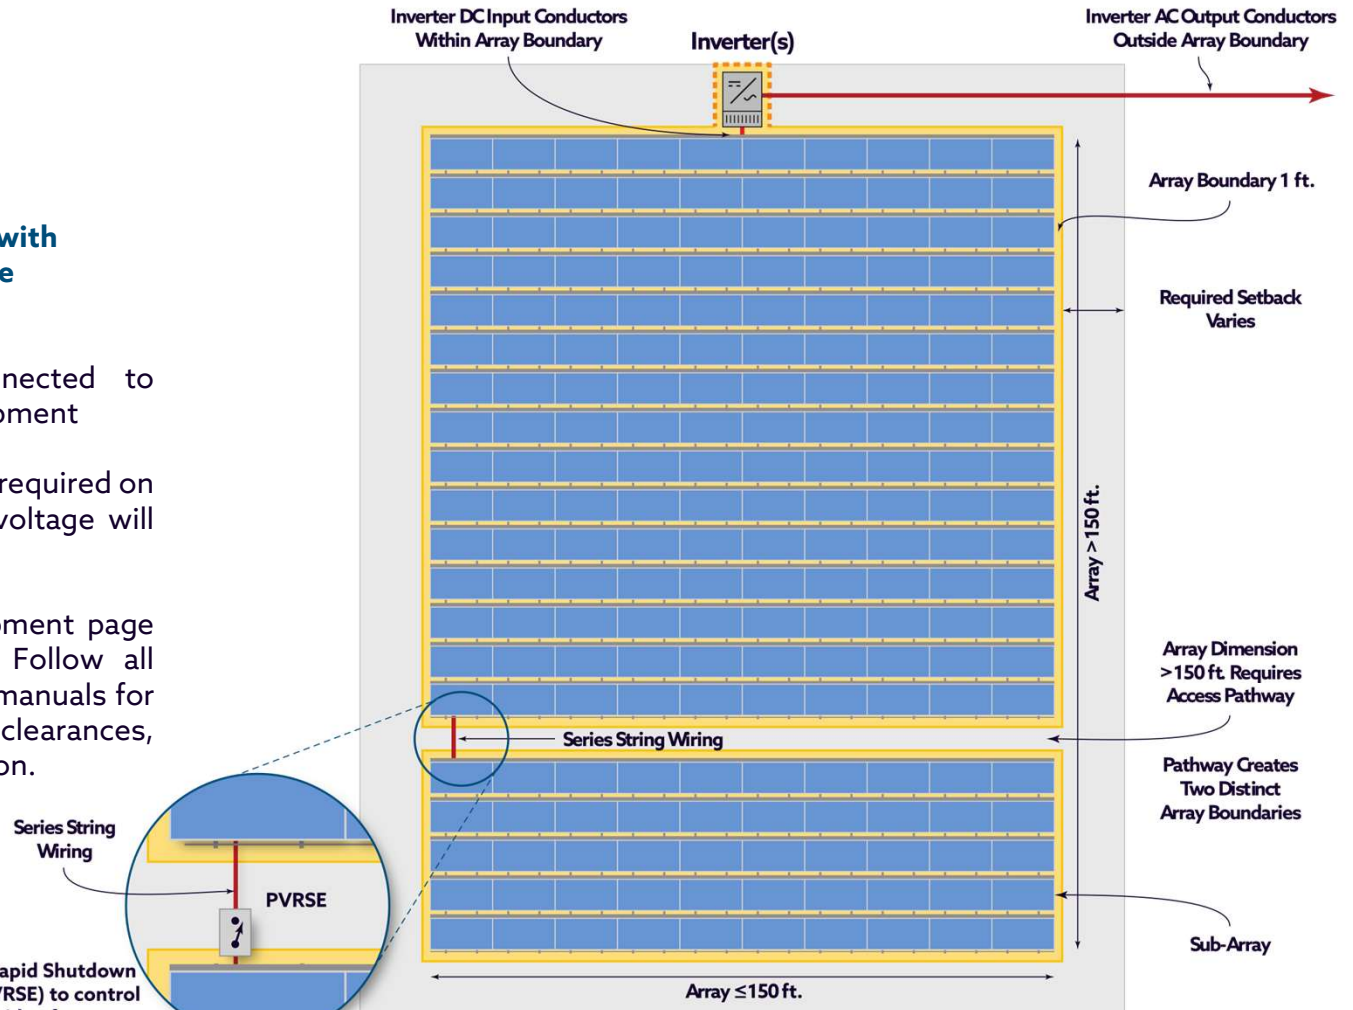 Inverter DC Input Conductors
Within Array Boundary
Inverter(s)
Inverter AC Output Conductors
Outside Array Boundary
Array Boundary 1 ft.
with
Required Setback
Varies
nected to
oment
required on
voltage will
Array > 150 ft.
oment page
Follow all
manuals for
clearances,
on.
Array Dimension
>150 ft. Requires
Access Pathway
Series String Wiring
Pathway Creates
Two Distinct
Array Boundaries
Series String
Wiring
PVRSE
Sub-Array
apid Shutdown
VRSE) to control
Array ≤150 ft.